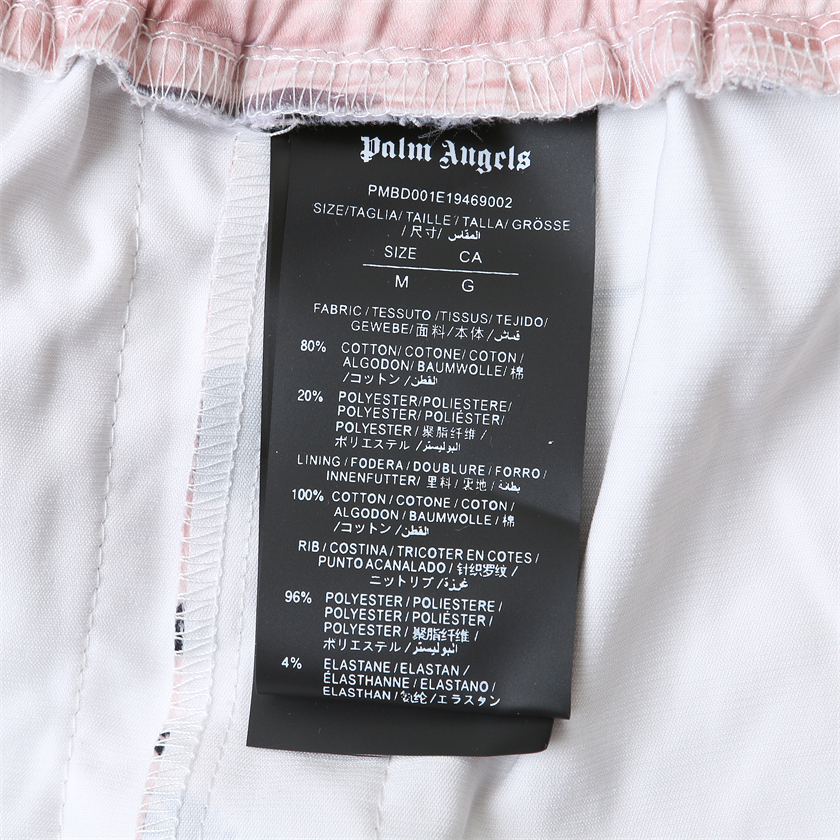 Palm Angels
PMBD001E19469002
SIZE/TAGLIA/TAILLE/TALLA/GRÖSSE
/尺寸/المقاس
SIZE CA
M G
FABRIC/TESSUTO/TISSUS/TEJIDO/
GEWEBE/面料/本体/قماش
80% COTTON/COTONE/COTON/
ALGODON/BAUMWOLLE/棉
/コットン/القطن
20% POLYESTER/POLIESTERE/
POLYESTER/POLIÉSTER/
POLYESTER/聚脂纤维/
ポリエステル/البوليستر
LINING/FODERA/DOUBLURE/FORRO/
INNENFUTTER/里料/裏地/بطانة
100% COTTON/COTONE/COTON/
ALGODON/BAUMWOLLE/棉
/コットン/القطن
RIB/COSTINA/TRICOTER EN COTES/
PUNTO ACANALADO/针织罗纹/
ニットリブ/غرزة
96% POLYESTER/POLIESTERE/
POLYESTER/POLIÉSTER/
POLYESTER/聚脂纤维/
ポリエステル/البوليستر
4% ELASTANE/ELASTAN/
ÉLASTHANNE/ELASTANO/
ELASTHAN/氨纶/エラスタン